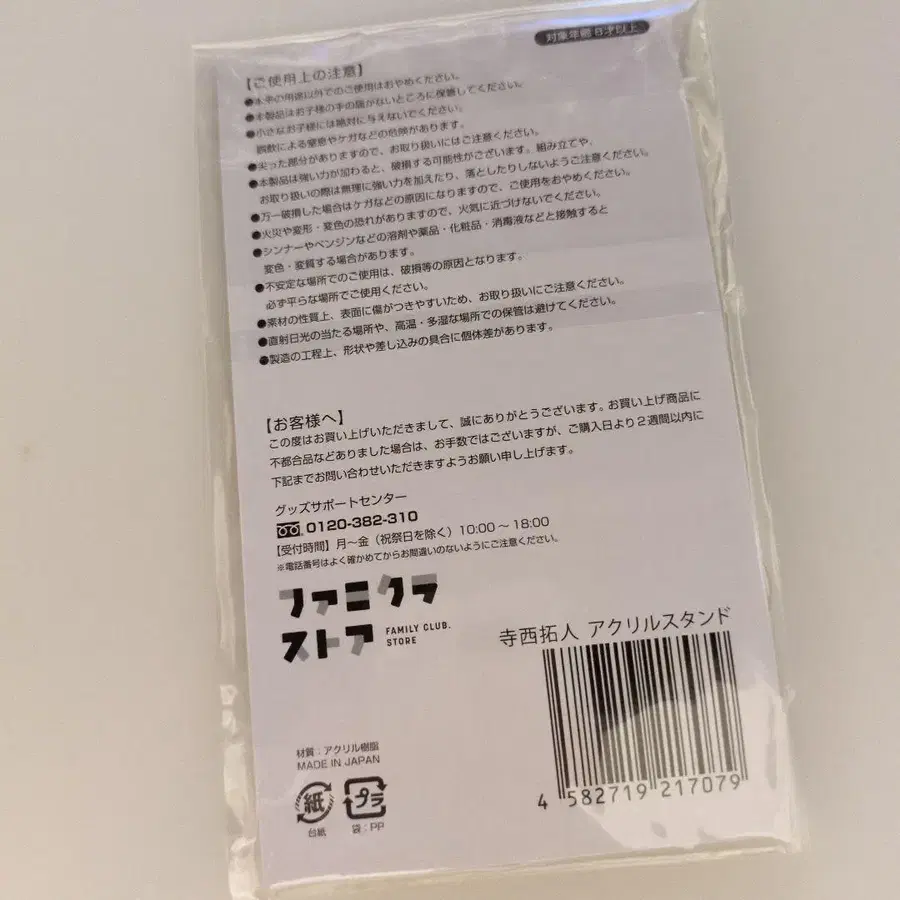 対象年齢6才以上
【ご使用上の注意】
●本来の用途以外でのご使用はおやめください。
●本製品はお子様の手の届かないところに保管してください。
●小さなお子様には絶対に与えないでください。
誤飲による窒息やケガなどの危険があります。
●尖った部分がありますので、お取り扱いにはご注意ください。
●本製品は強い力が加わると、破損する可能性がございます。組み立てや、
お取り扱いの際は無理に強い力を加えたり、落としたりしないようご注意ください。
●万一破損した場合はケガなどの原因になりますので、ご使用をおやめください。
●火災や変形・変色の恐れがありますので、火気に近づけないでください。
●シンナーやベンジンなどの溶剤や薬品・化粧品・消毒液などと接触すると
変色・変質する場合があります。
●不安定な場所でのご使用は、破損等の原因となります。
必ず平らな場所でご使用ください。
●素材の性質上、表面に傷がつきやすいため、お取り扱いにご注意ください。
●直射日光の当たる場所や、高温・多湿な場所での保管は避けてください。
●製造の工程上、形状や差し込みの具合に個体差があります。
【お客様へ】
この度はお買い上げいただきまして、誠にありがとうございます。お買い上げ商品に
不都合品などありました場合は、お手数ではございますが、ご購入日より2週間以内に
下記までお問い合わせいただきますようお願い申し上げます。
グッズサポートセンター
0120-382-310
【受付時間】月～金（祝祭日を除く）10:00～18:00
※電話番号はよく確かめてからお間違いのないようにご注意ください。
ファミクラ
ストア
FAMILY CLUB.
STORE
寺西拓人 アクリルスタンド
4 582719 217079
材質：アクリル樹脂
MADE IN JAPAN
紙 プラ
台紙 袋：PP